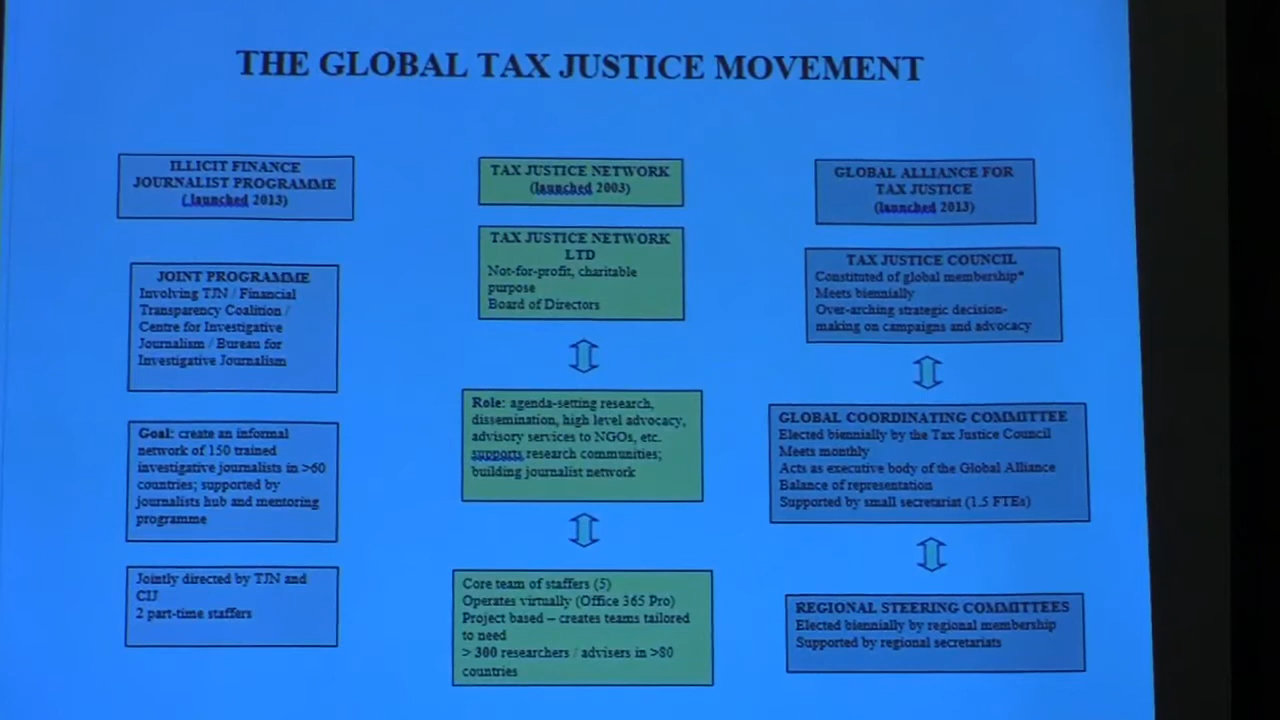 THE GLOBAL TAX JUSTICE MOVEMENT
ILLICIT FINANCE
JOURNALIST PROGRAMME
( launched 2013)
JOINT PROGRAMME
Involving TJN / Financial
Transparency Coalition /
Centre for Investigative
Journalism / Bureau for
Investigative Journalism
Goal: create an informal
network of 150 trained
investigative journalists in >60
countries; supported by
journalists hub and mentoring
programme
Jointly directed by TJN and
CIJ
2 part-time staffers
TAX JUSTICE NETWORK
(launched 2003)
TAX JUSTICE NETWORK
LTD
Not-for-profit, charitable
purpose
Board of Directors
Role: agenda-setting research,
dissemination, high level advocacy,
advisory services to NGOs, etc.
supports research communities;
building journalist network
Core team of staffers (5)
Operates virtually (Office 365 Pro)
Project based – creates teams tailored
to need
> 300 researchers / advisers in >80
countries
GLOBAL ALLIANCE FOR
TAX JUSTICE
(launched 2013)
TAX JUSTICE COUNCIL
Constituted of global membership*
Meets biennially
Over-arching strategic decision-
making on campaigns and advocacy
GLOBAL COORDINATING COMMITTEE
Elected biennially by the Tax Justice Council
Meets monthly
Acts as executive body of the Global Alliance
Balance of representation
Supported by small secretariat (1.5 FTEs)
REGIONAL STEERING COMMITTEES
Elected biennially by regional membership
Supported by regional secretariats